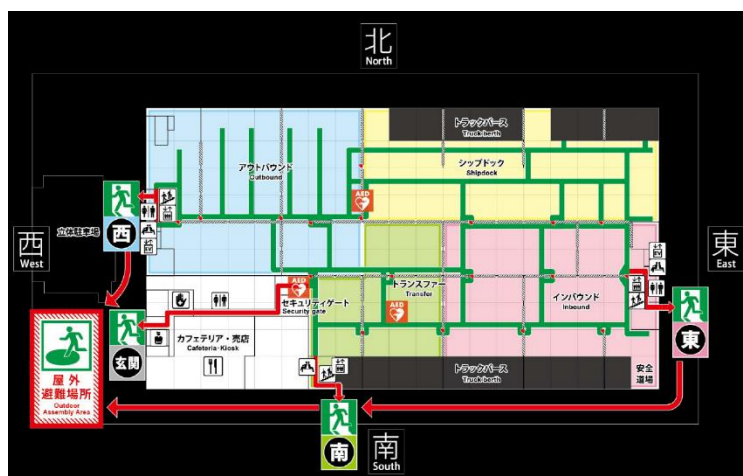 北
North
トラックバース
Truck berth
アウトバウンド
Outbound
シップドック
Shipdock
AED
西
West
立体駐車場
西
EV
東
East
EV
AED
トランスファー
Transfer
AED
インバウンド
Inbound
セキュリティゲート
Security gate
東
玄関
カフェテリア・売店
Cafeteria・Kiosk
EV
トラックバース
Truck berth
安全
道場
屋外
避難場所
Outdoor
Assembly Area
南
南
South